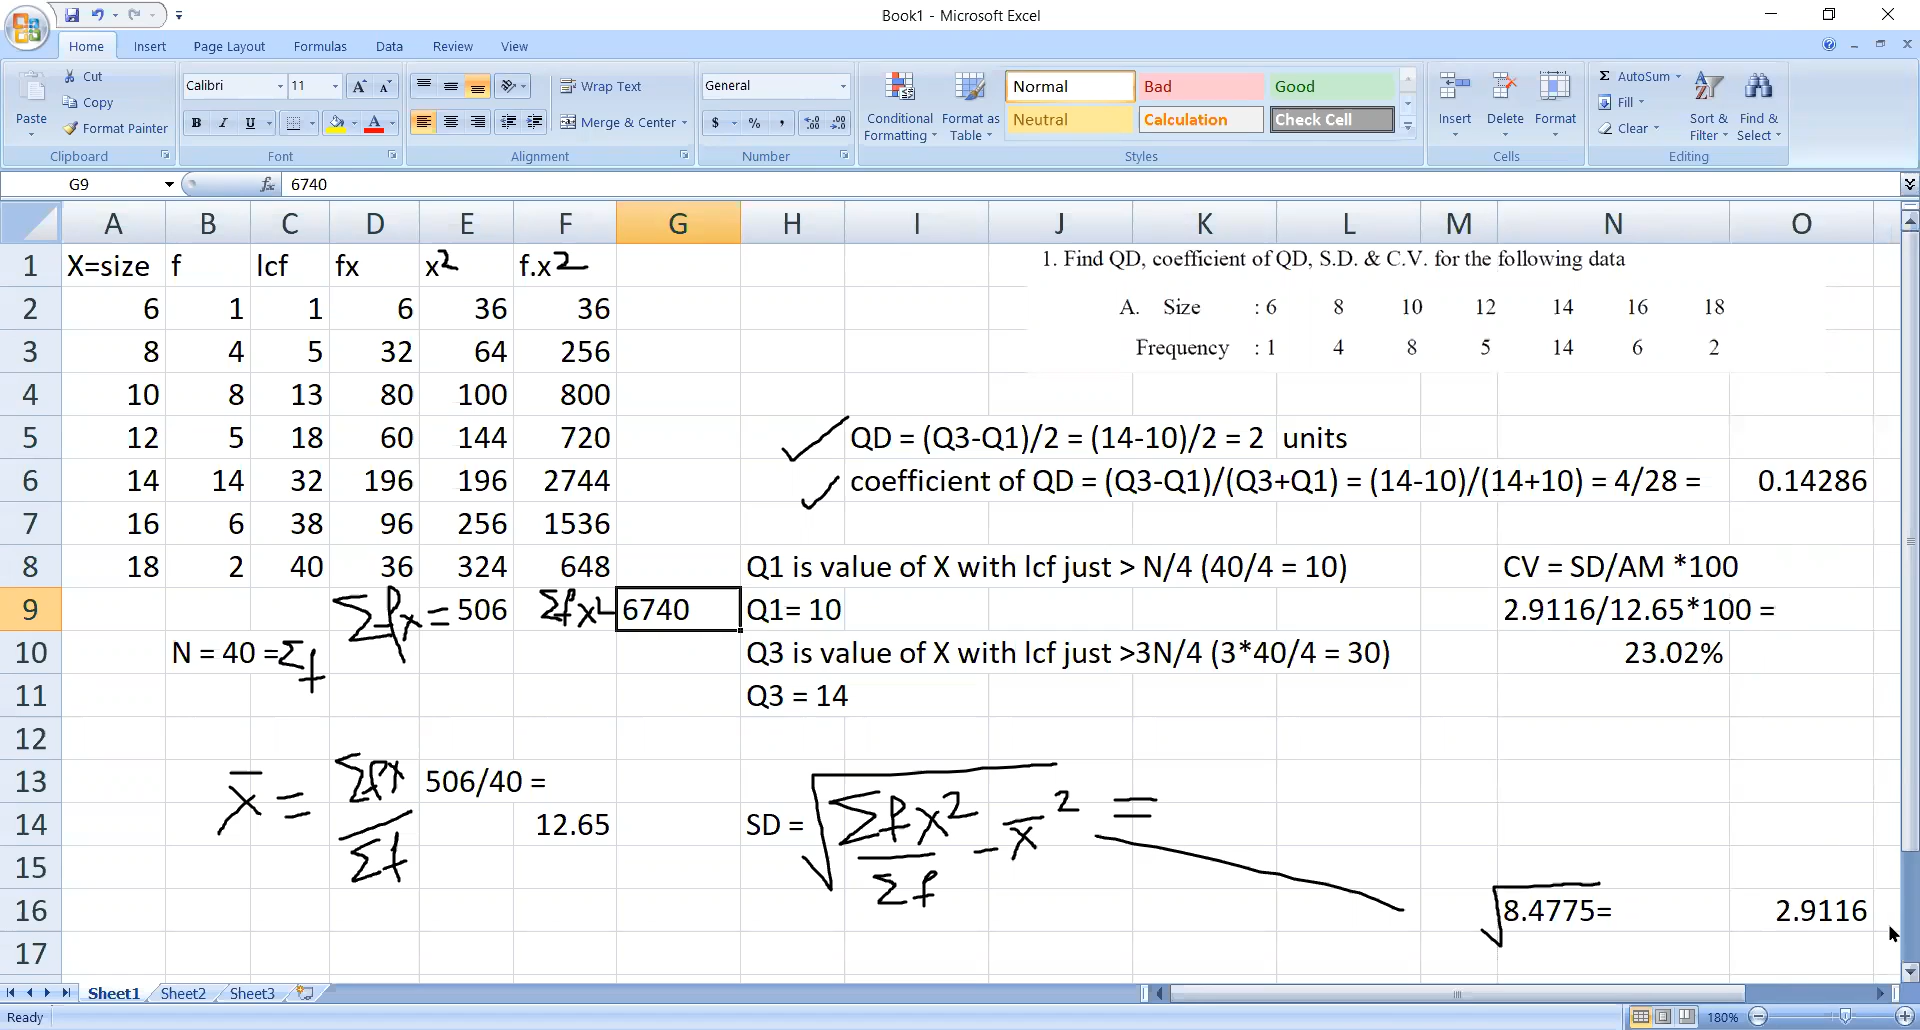 Book1 - Microsoft Excel
Home Insert Page Layout Formulas Data Review View
Paste
Cut
Copy
Format Painter
Clipboard
Calibri 11
B I U
Font
Wrap Text
Merge & Center
Alignment
General
$ % ,
Number
Conditional Formatting
Format as Table
Normal Bad Good
Neutral Calculation Check Cell
Styles
Insert Delete Format
Cells
Σ AutoSum
Fill
Clear
Sort & Filter
Find & Select
Editing
G9 fx 6740
A B C D E F G H I J K L M N O
1 X=size f lcf fx x2 f.x2 1. Find QD, coefficient of QD, S.D. & C.V. for the following data
2 6 1 1 6 36 36 A. Size : 6 8 10 12 14 16 18
3 8 4 5 32 64 256 Frequency : 1 4 8 5 14 6 2
4 10 8 13 80 100 800
5 12 5 18 60 144 720 QD = (Q3-Q1)/2 = (14-10)/2 = 2 units
6 14 14 32 196 196 2744 coefficient of QD = (Q3-Q1)/(Q3+Q1) = (14-10)/(14+10) = 4/28 = 0.14286
7 16 6 38 96 256 1536
8 18 2 40 36 324 648 Q1 is value of X with lcf just > N/4 (40/4 = 10) CV = SD/AM *100
9 Σfx = 506 Σfx2- 6740 Q1= 10 2.9116/12.65*100 =
10 N = 40 =Σf Q3 is value of X with lcf just >3N/4 (3*40/4 = 30) 23.02%
11 Q3 = 14
12
13 x̄ = Σfx/Σf 506/40 =
14 12.65 SD = √Σfx2/Σf - x̄2 =
15
16 √8.4775= 2.9116
17
Sheet1 Sheet2 Sheet3
Ready 180%